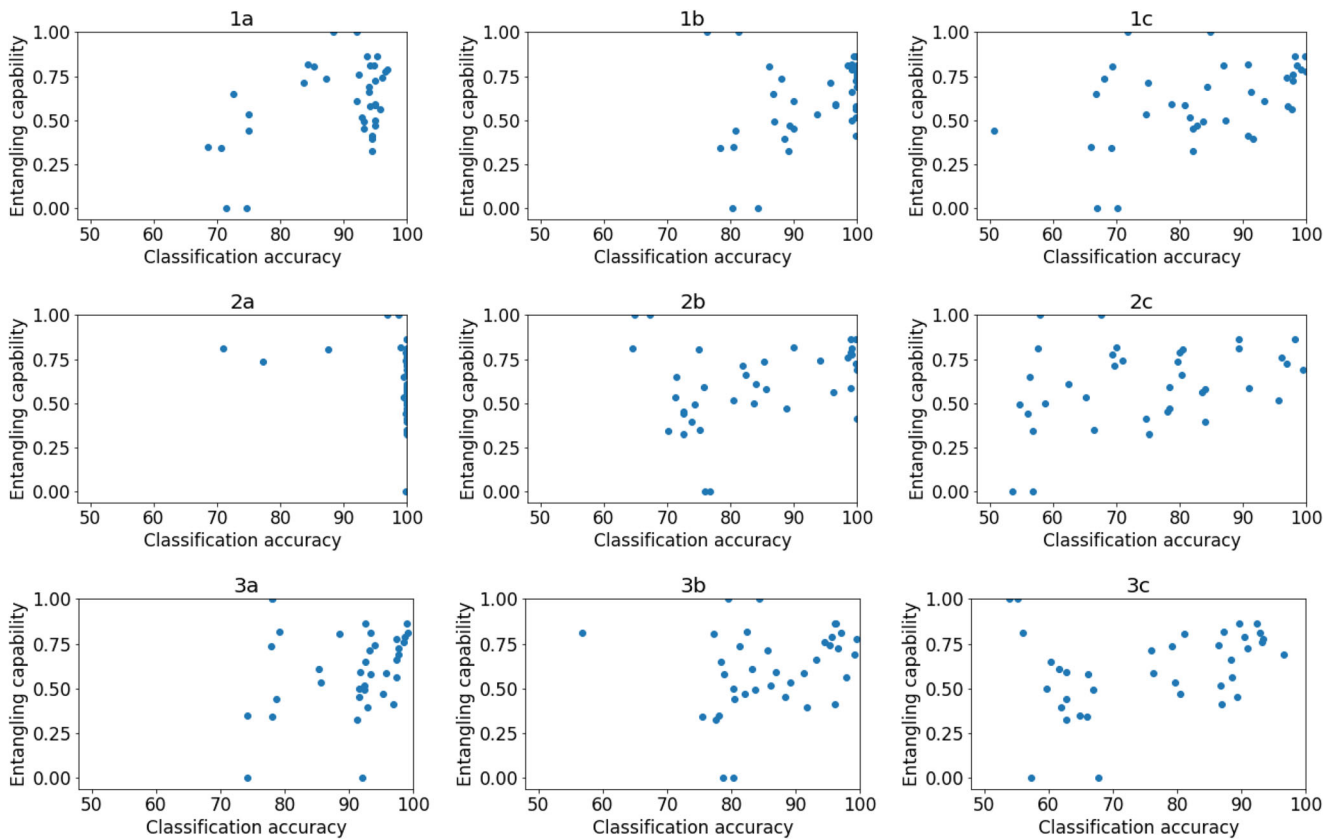 1a 1b 1c
1.00 1.00 1.00
Entangling capability Entangling capability Entangling capability
0.75 0.75 0.75
0.50 0.50 0.50
0.25 0.25 0.25
0.00 0.00 0.00
50 60 70 80 90 100 50 60 70 80 90 100 50 60 70 80 90 100
Classification accuracy Classification accuracy Classification accuracy
2a 2b 2c
1.00 1.00 1.00
Entangling capability Entangling capability Entangling capability
0.75 0.75 0.75
0.50 0.50 0.50
0.25 0.25 0.25
0.00 0.00 0.00
50 60 70 80 90 100 50 60 70 80 90 100 50 60 70 80 90 100
Classification accuracy Classification accuracy Classification accuracy
3a 3b 3c
1.00 1.00 1.00
Entangling capability Entangling capability Entangling capability
0.75 0.75 0.75
0.50 0.50 0.50
0.25 0.25 0.25
0.00 0.00 0.00
50 60 70 80 90 100 50 60 70 80 90 100 50 60 70 80 90 100
Classification accuracy Classification accuracy Classification accuracy